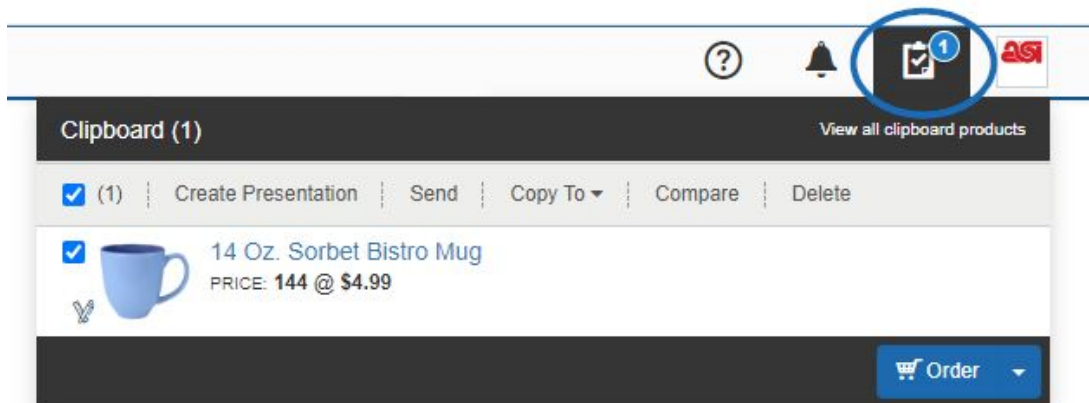 ? 1 asi
Clipboard (1) View all clipboard products
(1) Create Presentation Send Copy To Compare Delete
14 Oz. Sorbet Bistro Mug
PRICE: 144 @ $4.99
Order